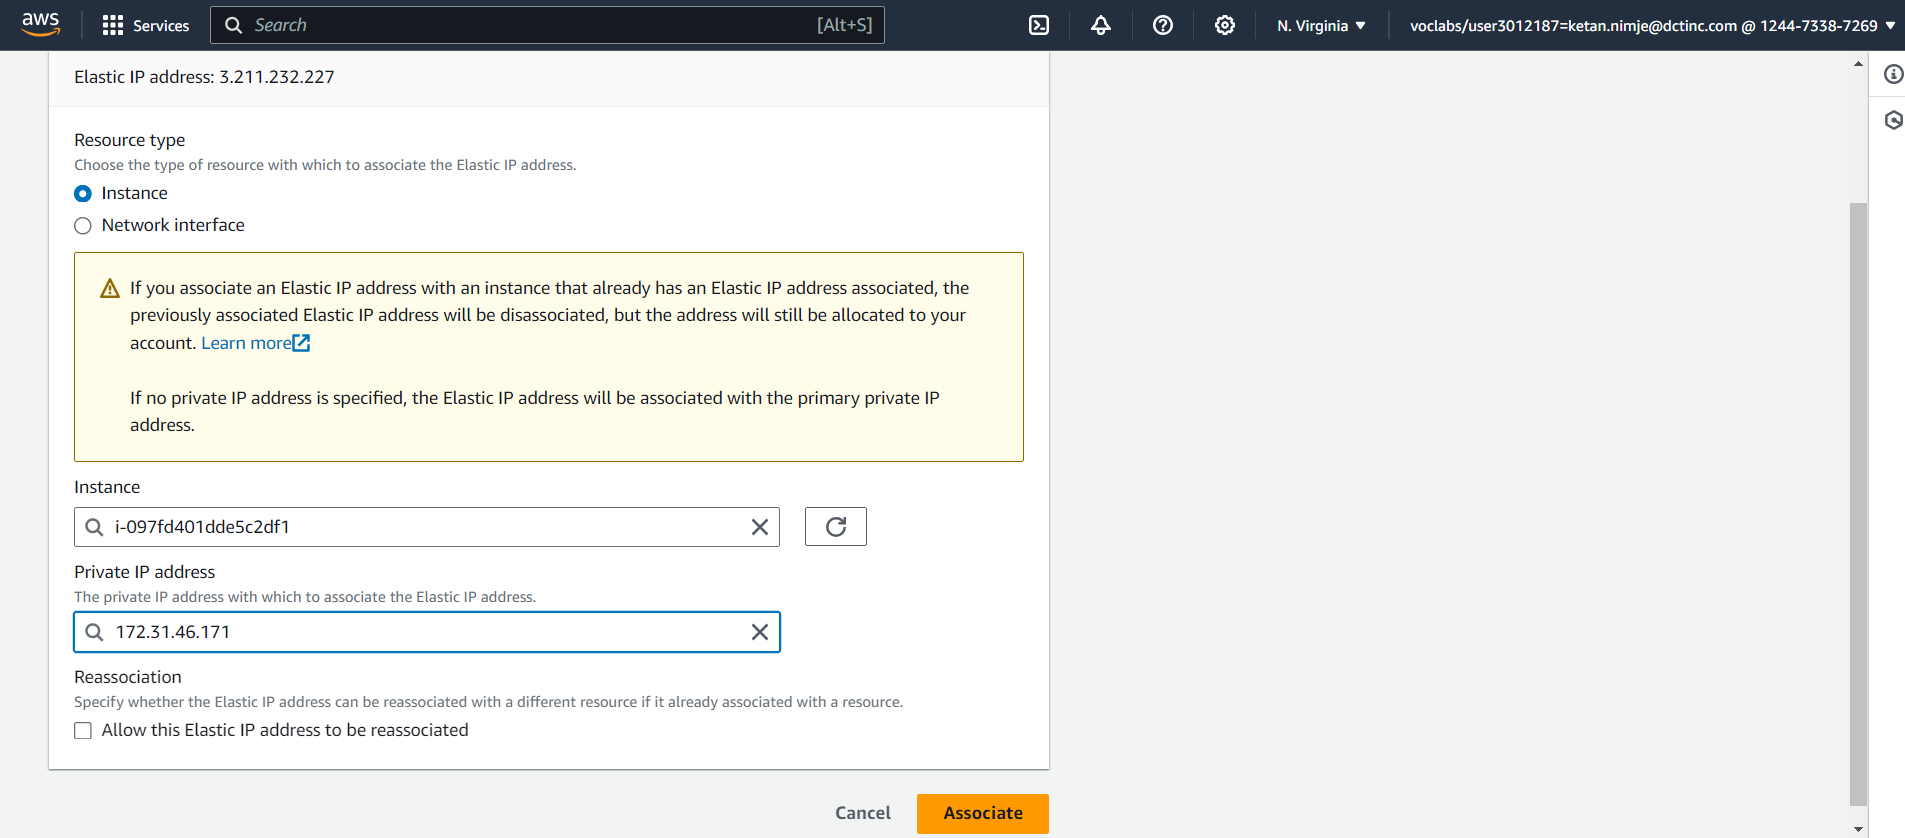 aws
Services
Search
[Alt+S]
N. Virginia
voclabs/user3012187=ketan.nimje@dctinc.com @ 1244-7338-7269
Elastic IP address: 3.211.232.227
Resource type
Choose the type of resource with which to associate the Elastic IP address.
Instance
Network interface
If you associate an Elastic IP address with an instance that already has an Elastic IP address associated, the
previously associated Elastic IP address will be disassociated, but the address will still be allocated to your
account. Learn more
If no private IP address is specified, the Elastic IP address will be associated with the primary private IP
address.
Instance
i-097fd401dde5c2df1
Private IP address
The private IP address with which to associate the Elastic IP address.
172.31.46.171
Reassociation
Specify whether the Elastic IP address can be reassociated with a different resource if it already associated with a resource.
Allow this Elastic IP address to be reassociated
Cancel
Associate